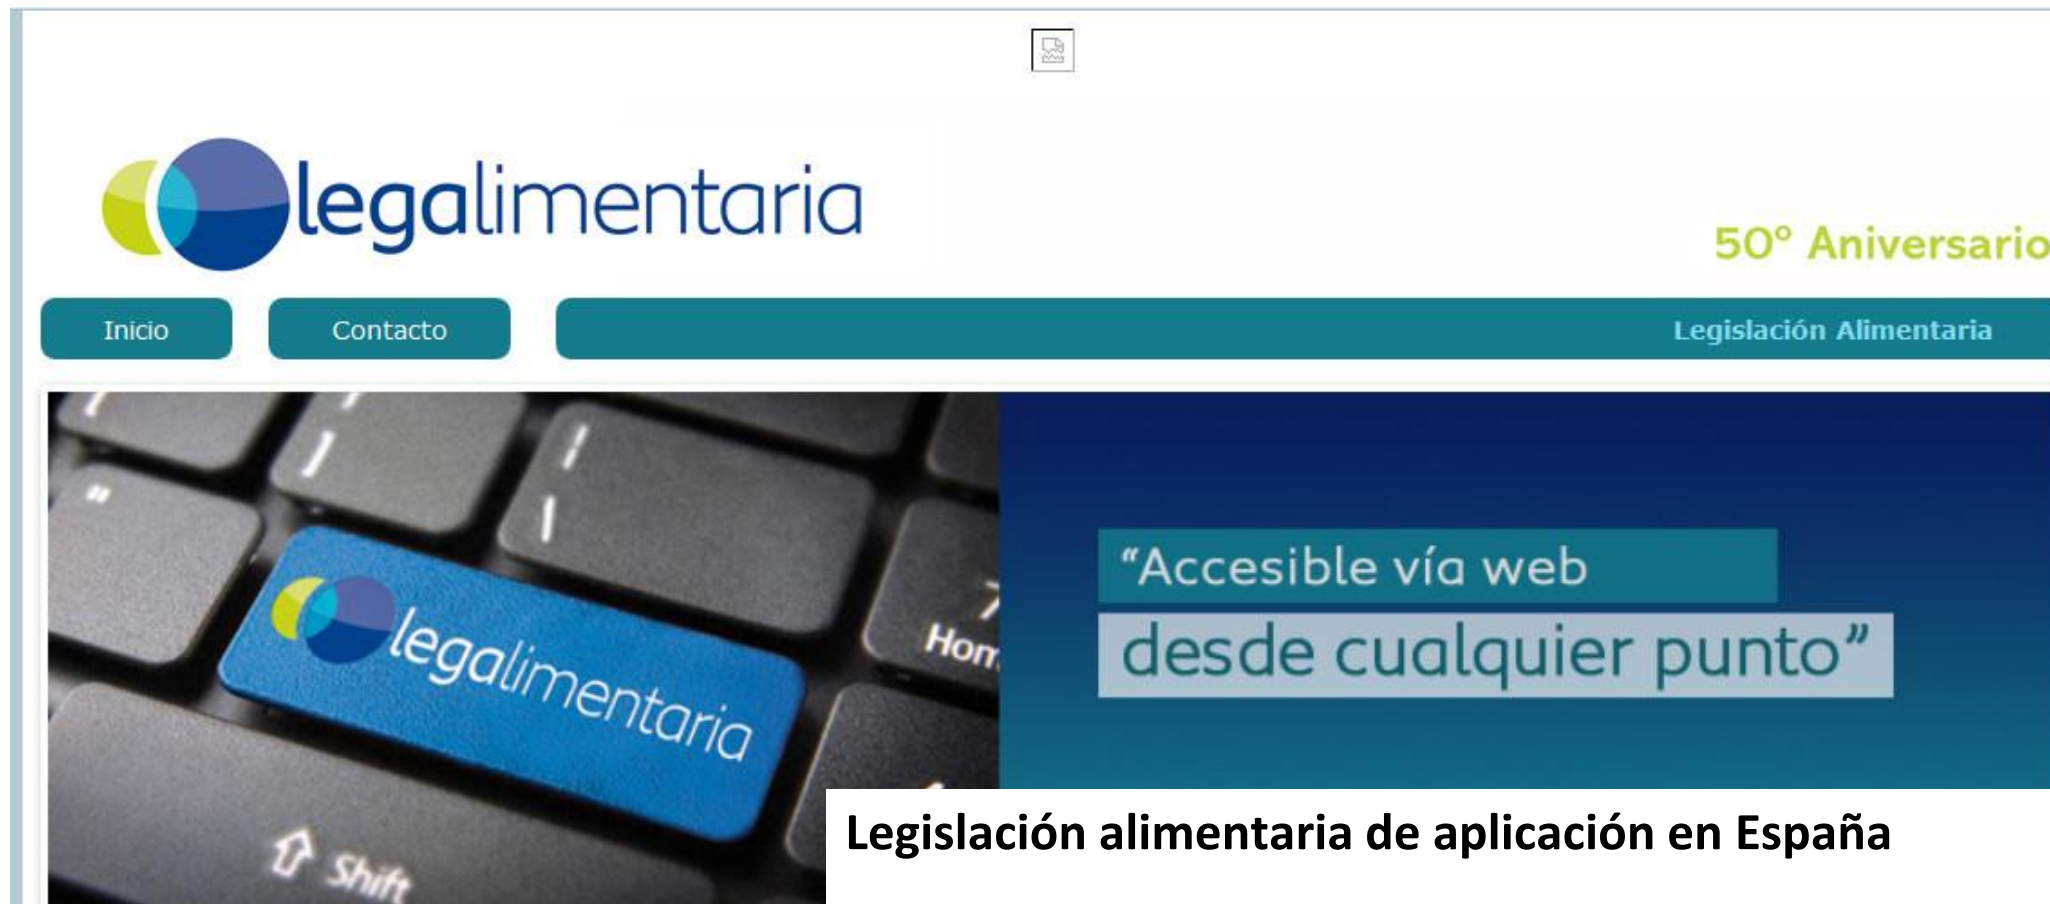 legalimentaria
50º Aniversario
Inicio
Contacto
Legislación Alimentaria
"
]
|
\
7
Hom
legalimentaria
Shift
“Accesible vía web
desde cualquier punto”
Legislación alimentaria de aplicación en España